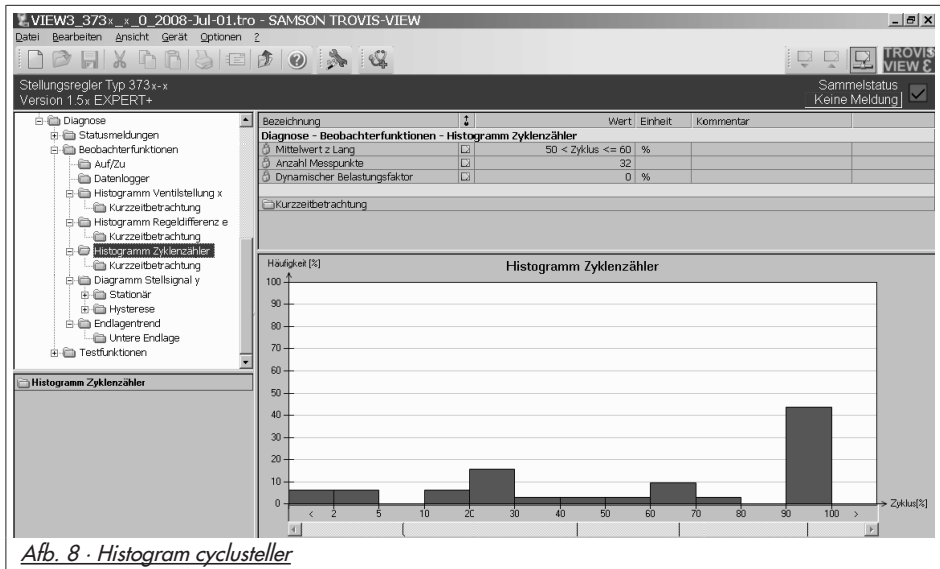 VIEW3_373x_x_0_2008-Jul-01.tro - SAMSON TROVIS-VIEW
Datei Bearbeiten Ansicht Gerät Optionen ?
TROVIS
VIEW 3
Stellungsregler Typ 373x-x
Version 1.5x EXPERT+
Sammelstatus
Keine Meldung
Diagnose
Statusmeldungen
Beobachterfunktionen
Auf/Zu
Datenlogger
Histogramm Ventilstellung x
Kurzzeitbetrachtung
Histogramm Regeldifferenz e
Kurzzeitbetrachtung
Histogramm Zyklenzähler
Kurzzeitbetrachtung
Diagramm Stellsignal y
Stationär
Hysterese
Endlagentrend
Untere Endlage
Testfunktionen
Histogramm Zyklenzähler
Bezeichnung Wert Einheit Kommentar
Diagnose - Beobachterfunktionen - Histogramm Zyklenzähler
Mittelwert z Lang 50 < Zyklus <= 60 %
Anzahl Messpunkte 32
Dynamischer Belastungsfaktor 0 %
Kurzzeitbetrachtung
Häufigkeit [%]
Histogramm Zyklenzähler
100
90
80
70
60
50
40
30
20
10
0
< 2 5 10 20 30 40 50 60 70 80 90 100 >
Zyklus[%]
Afb. 8 · Histogram cyclusteller